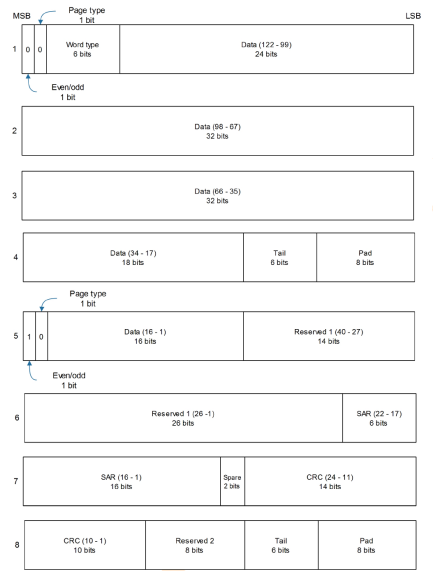 MSB
Page type
1 bit
LSB
1
0
0
Word type
6 bits
Data (122 - 99)
24 bits
Even/odd
1 bit
2
Data (98 - 67)
32 bits
3
Data (66 - 35)
32 bits
4
Data (34 - 17)
18 bits
Tail
6 bits
Pad
8 bits
Page type
1 bit
5
1
0
Data (16 - 1)
16 bits
Reserved 1 (40 - 27)
14 bits
Even/odd
1 bit
6
Reserved 1 (26 -1)
26 bits
SAR (22 - 17)
6 bits
7
SAR (16 - 1)
16 bits
Spare
2 bits
CRC (24 - 11)
14 bits
8
CRC (10 - 1)
10 bits
Reserved 2
8 bits
Tail
6 bits
Pad
8 bits